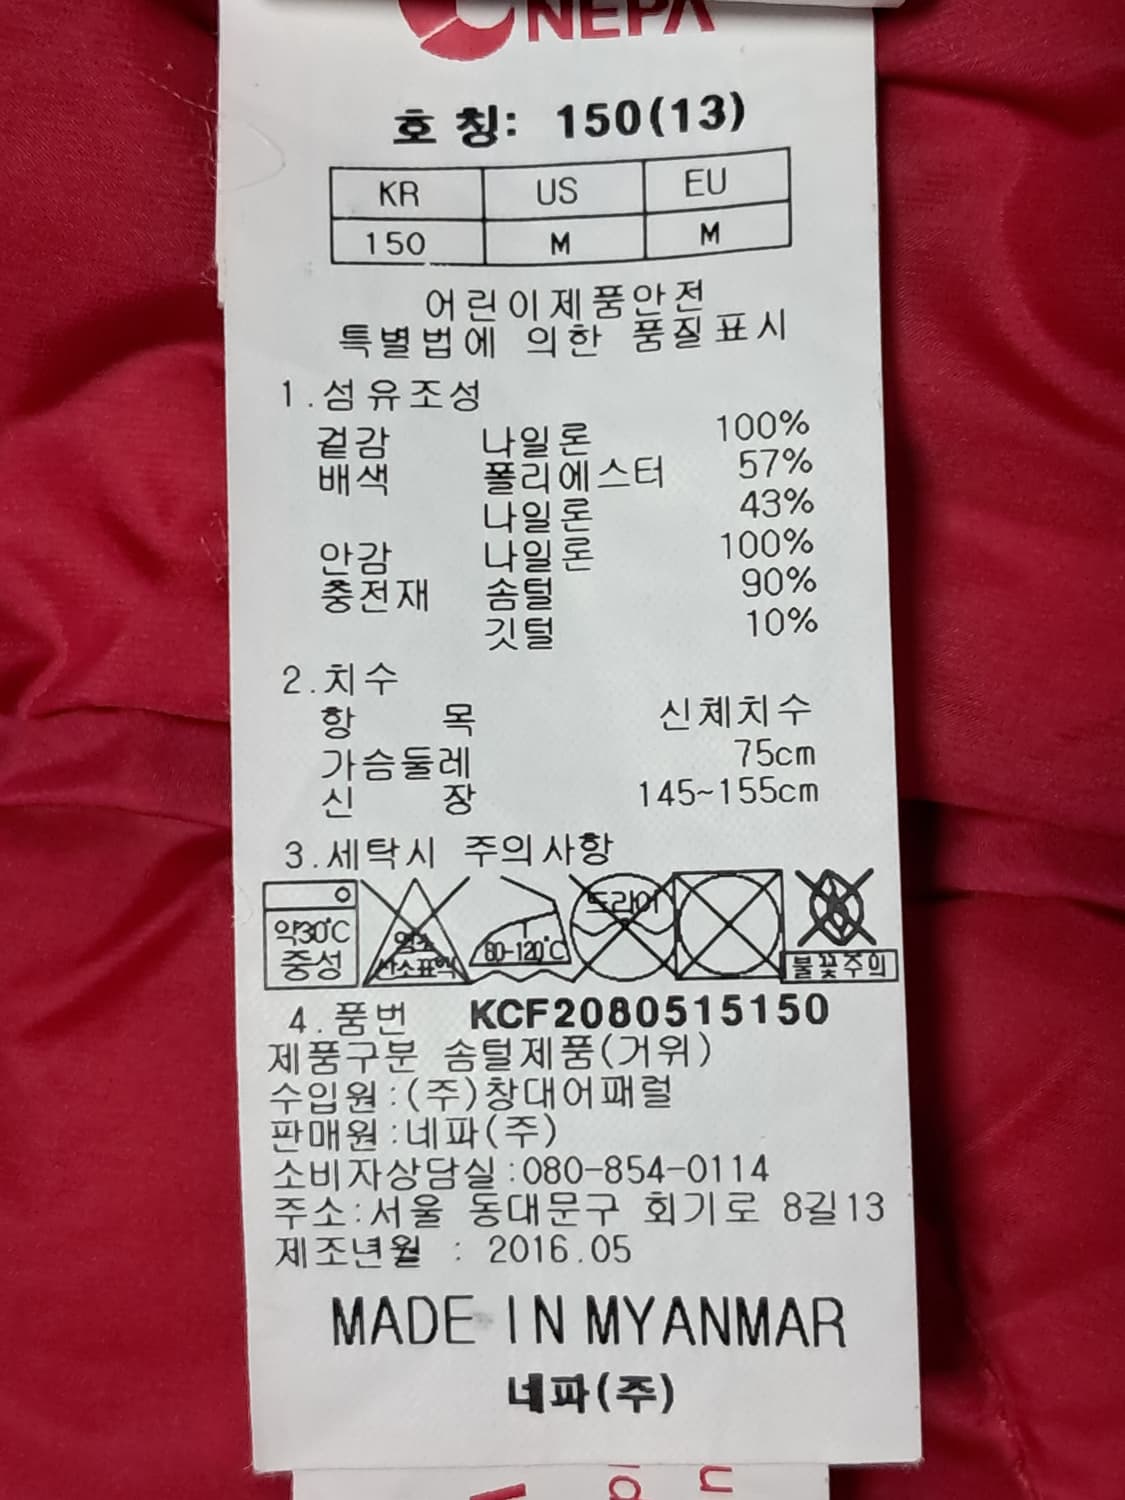 NEPA
호 칭: 150(13)
KR US EU
150 M M
어린이제품안전
특별법에 의한 품질표시
1.섬유조성
겉감 나일론 100%
배색 폴리에스터 57%
나일론 43%
안감 나일론 100%
충전재 솜털 90%
깃털 10%
2.치수
항 목 신체치수
가슴둘레 75cm
신 장 145~155cm
3.세탁시 주의사항
약30℃ 중성 염소 산소표백 80-120℃ 드라이
불꽃주의
4.품번 KCF2080515150
제품구분 솜털제품(거위)
수입원:(주)창대어패럴
판매원:네파(주)
소비자상담실:080-854-0114
주소:서울 동대문구 회기로 8길13
제조년월 : 2016.05
MADE IN MYANMAR
네파(주)